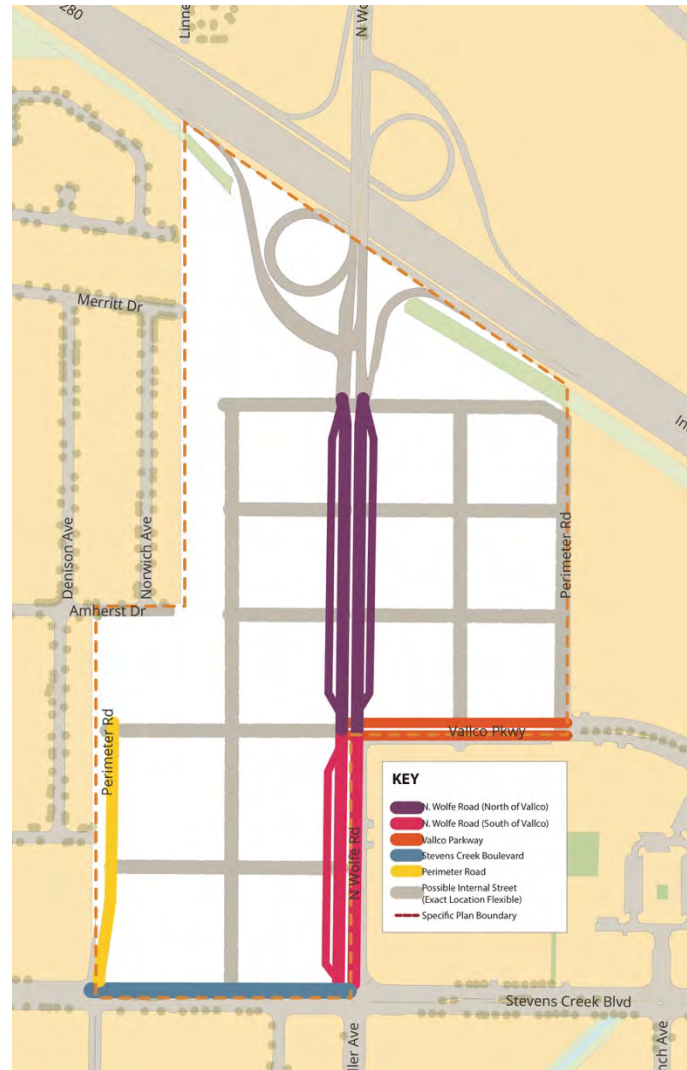 280
Linne
N Wo
Merritt Dr
Denison Ave
Norwich Ave
Perimeter Rd
In
Amherst Dr
Perimeter Rd
Vallco Pkwy
N Wolfe Rd
KEY
N. Wolfe Road (North of Vallco)
N. Wolfe Road (South of Vallco)
Vallco Parkway
Stevens Creek Boulevard
Perimeter Road
Possible Internal Street
(Exact Location Flexible)
Specific Plan Boundary
Stevens Creek Blvd
ller Ave
nch Ave